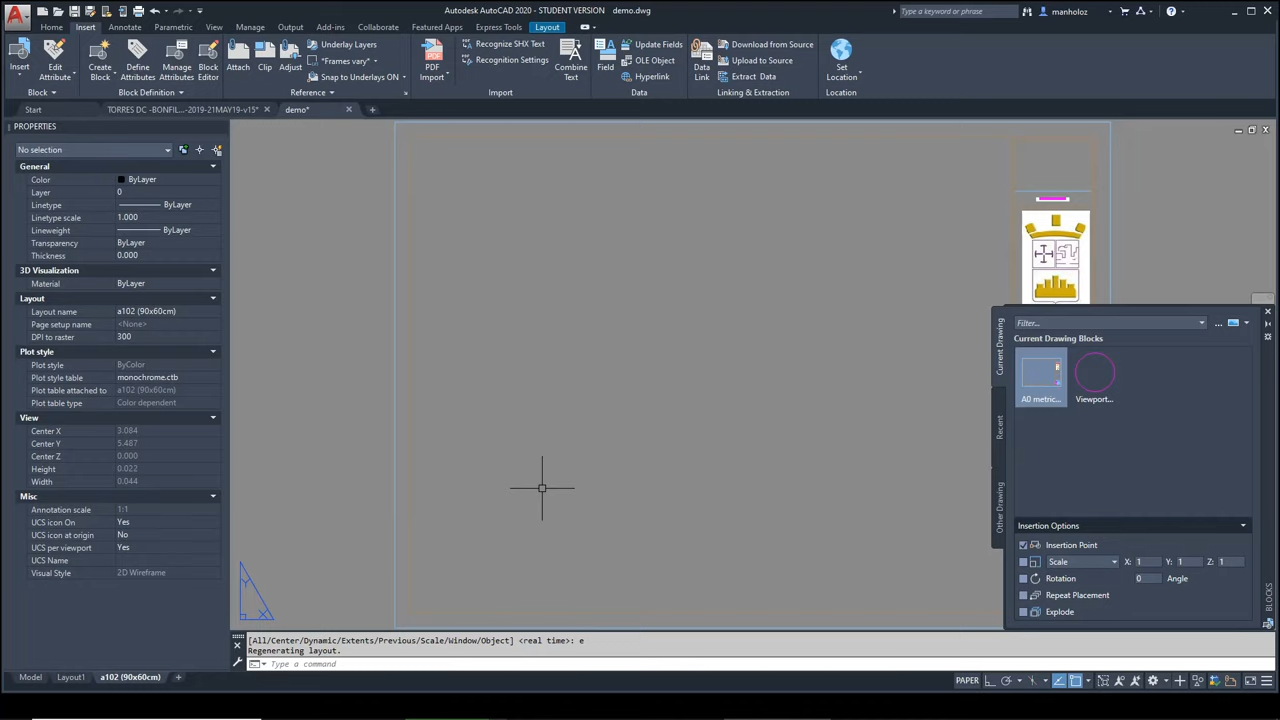 Autodesk AutoCAD 2020 - STUDENT VERSION demo.dwg
Type a keyword or phrase
manholoz
Home Insert Annotate Parametric View Manage Output Add-ins Collaborate Featured Apps Express Tools Layout
Insert
Edit Attribute
Create Block
Define Attributes
Manage Attributes
Block Editor
Attach
Clip
Adjust
Underlay Layers
*Frames vary*
Snap to Underlays ON
PDF Import
Recognize SHX Text
Recognition Settings
Combine Text
Field
Update Fields
OLE Object
Hyperlink
Data Link
Download from Source
Upload to Source
Extract Data
Set Location
Block
Block Definition
Reference
Import
Data
Linking & Extraction
Location
Start
TORRES DC -BONFIL...-2019-21MAY19-v15*
demo*
PROPERTIES
No selection
General
Color ByLayer
Layer 0
Linetype ByLayer
Linetype scale 1.000
Lineweight ByLayer
Transparency ByLayer
Thickness 0.000
3D Visualization
Material ByLayer
Layout
Layout name a102 (90x60cm)
Page setup name <None>
DPI to raster 300
Plot style
Plot style ByColor
Plot style table monochrome.ctb
Plot table attached to a102 (90x60cm)
Plot table type Color dependent
View
Center X 3.084
Center Y 5.487
Center Z 0.000
Height 0.022
Width 0.044
Misc
Annotation scale 1:1
UCS icon On Yes
UCS icon at origin No
UCS per viewport Yes
UCS Name
Visual Style 2D Wireframe
Y
X
Filter...
...
Current Drawing Blocks
A0 metric...
Viewport...
Current Drawing
Recent
Other Drawing
Insertion Options
Insertion Point
Scale X: 1 Y: 1 Z: 1
Rotation 0 Angle
Repeat Placement
Explode
BLOCKS
[All/Center/Dynamic/Extents/Previous/Scale/Window/Object] <real time>: e
Regenerating layout.
Type a command
Model Layout1 a102 (90x60cm) +
PAPER